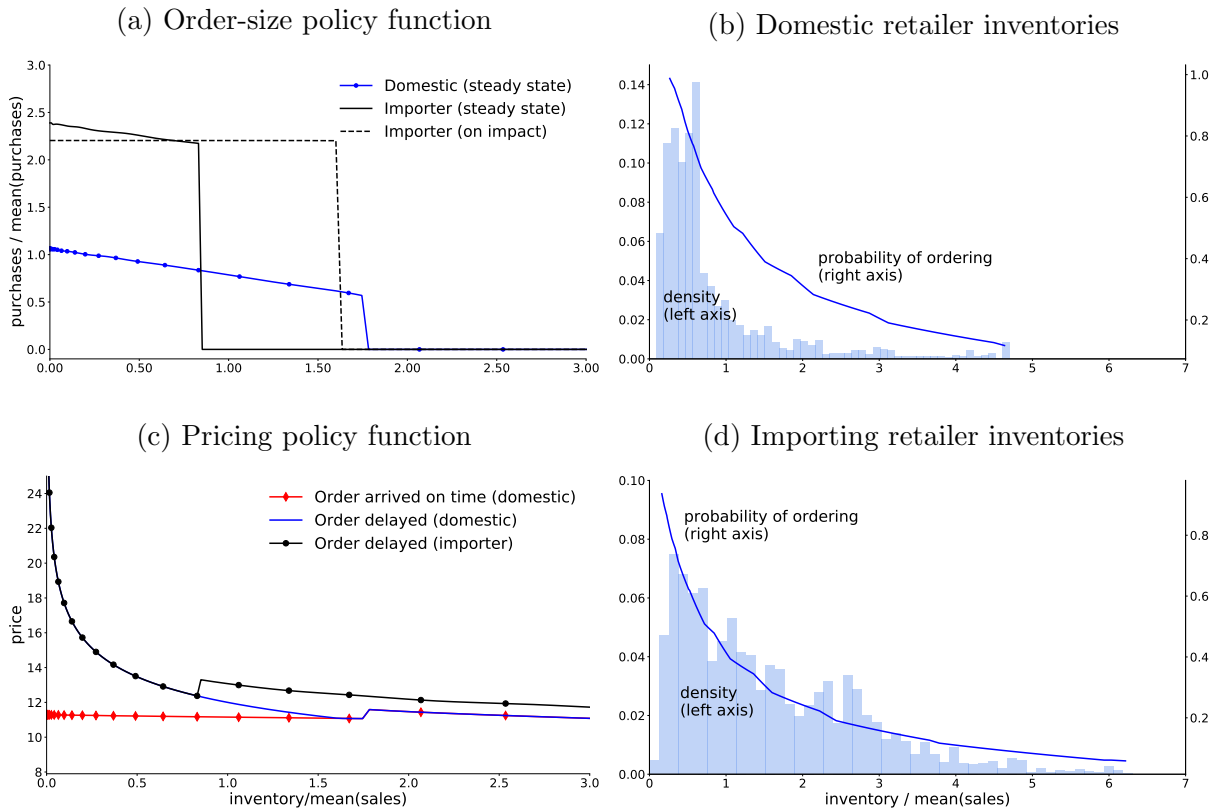 (a) Order-size policy function
3.0
2.5
2.0
1.5
1.0
0.5
0.0
purchases / mean(purchases)
Domestic (steady state)
Importer (steady state)
Importer (on impact)
0.00 0.50 1.00 1.50 2.00 2.50 3.00
(b) Domestic retailer inventories
0.14
0.12
0.10
0.08
0.06
0.04
0.02
0.00
probability of ordering
(right axis)
density
(left axis)
1.0
0.8
0.6
0.4
0.2
0 1 2 3 4 5 6 7
(c) Pricing policy function
24
22
20
18
16
14
12
11
10
8
price
Order arrived on time (domestic)
Order delayed (domestic)
Order delayed (importer)
0.0 0.5 1.0 1.5 2.0 2.5 3.0
inventory/mean(sales)
(d) Importing retailer inventories
0.10
0.08
0.06
0.04
0.02
0.00
probability of ordering
(right axis)
density
(left axis)
0.8
0.6
0.4
0.2
0 1 2 3 4 5 6 7
inventory / mean(sales)